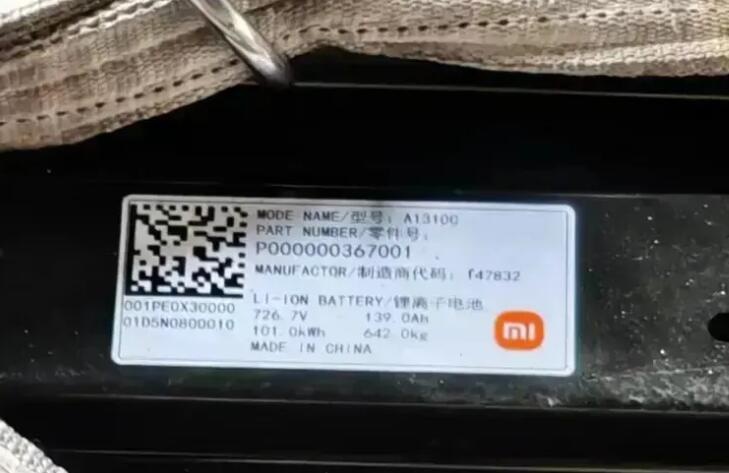 MODE NAME/型号: A1310C
PART NUMBER/零件号:
P000000367001
MANUFACTOR/制造商代码: f47832
001PE0X30000
01D5N0800010
LI-ION BATTERY/锂离子电池
726.7V 139.0Ah
101.0kWh 642.0kg
MADE IN CHINA
mi